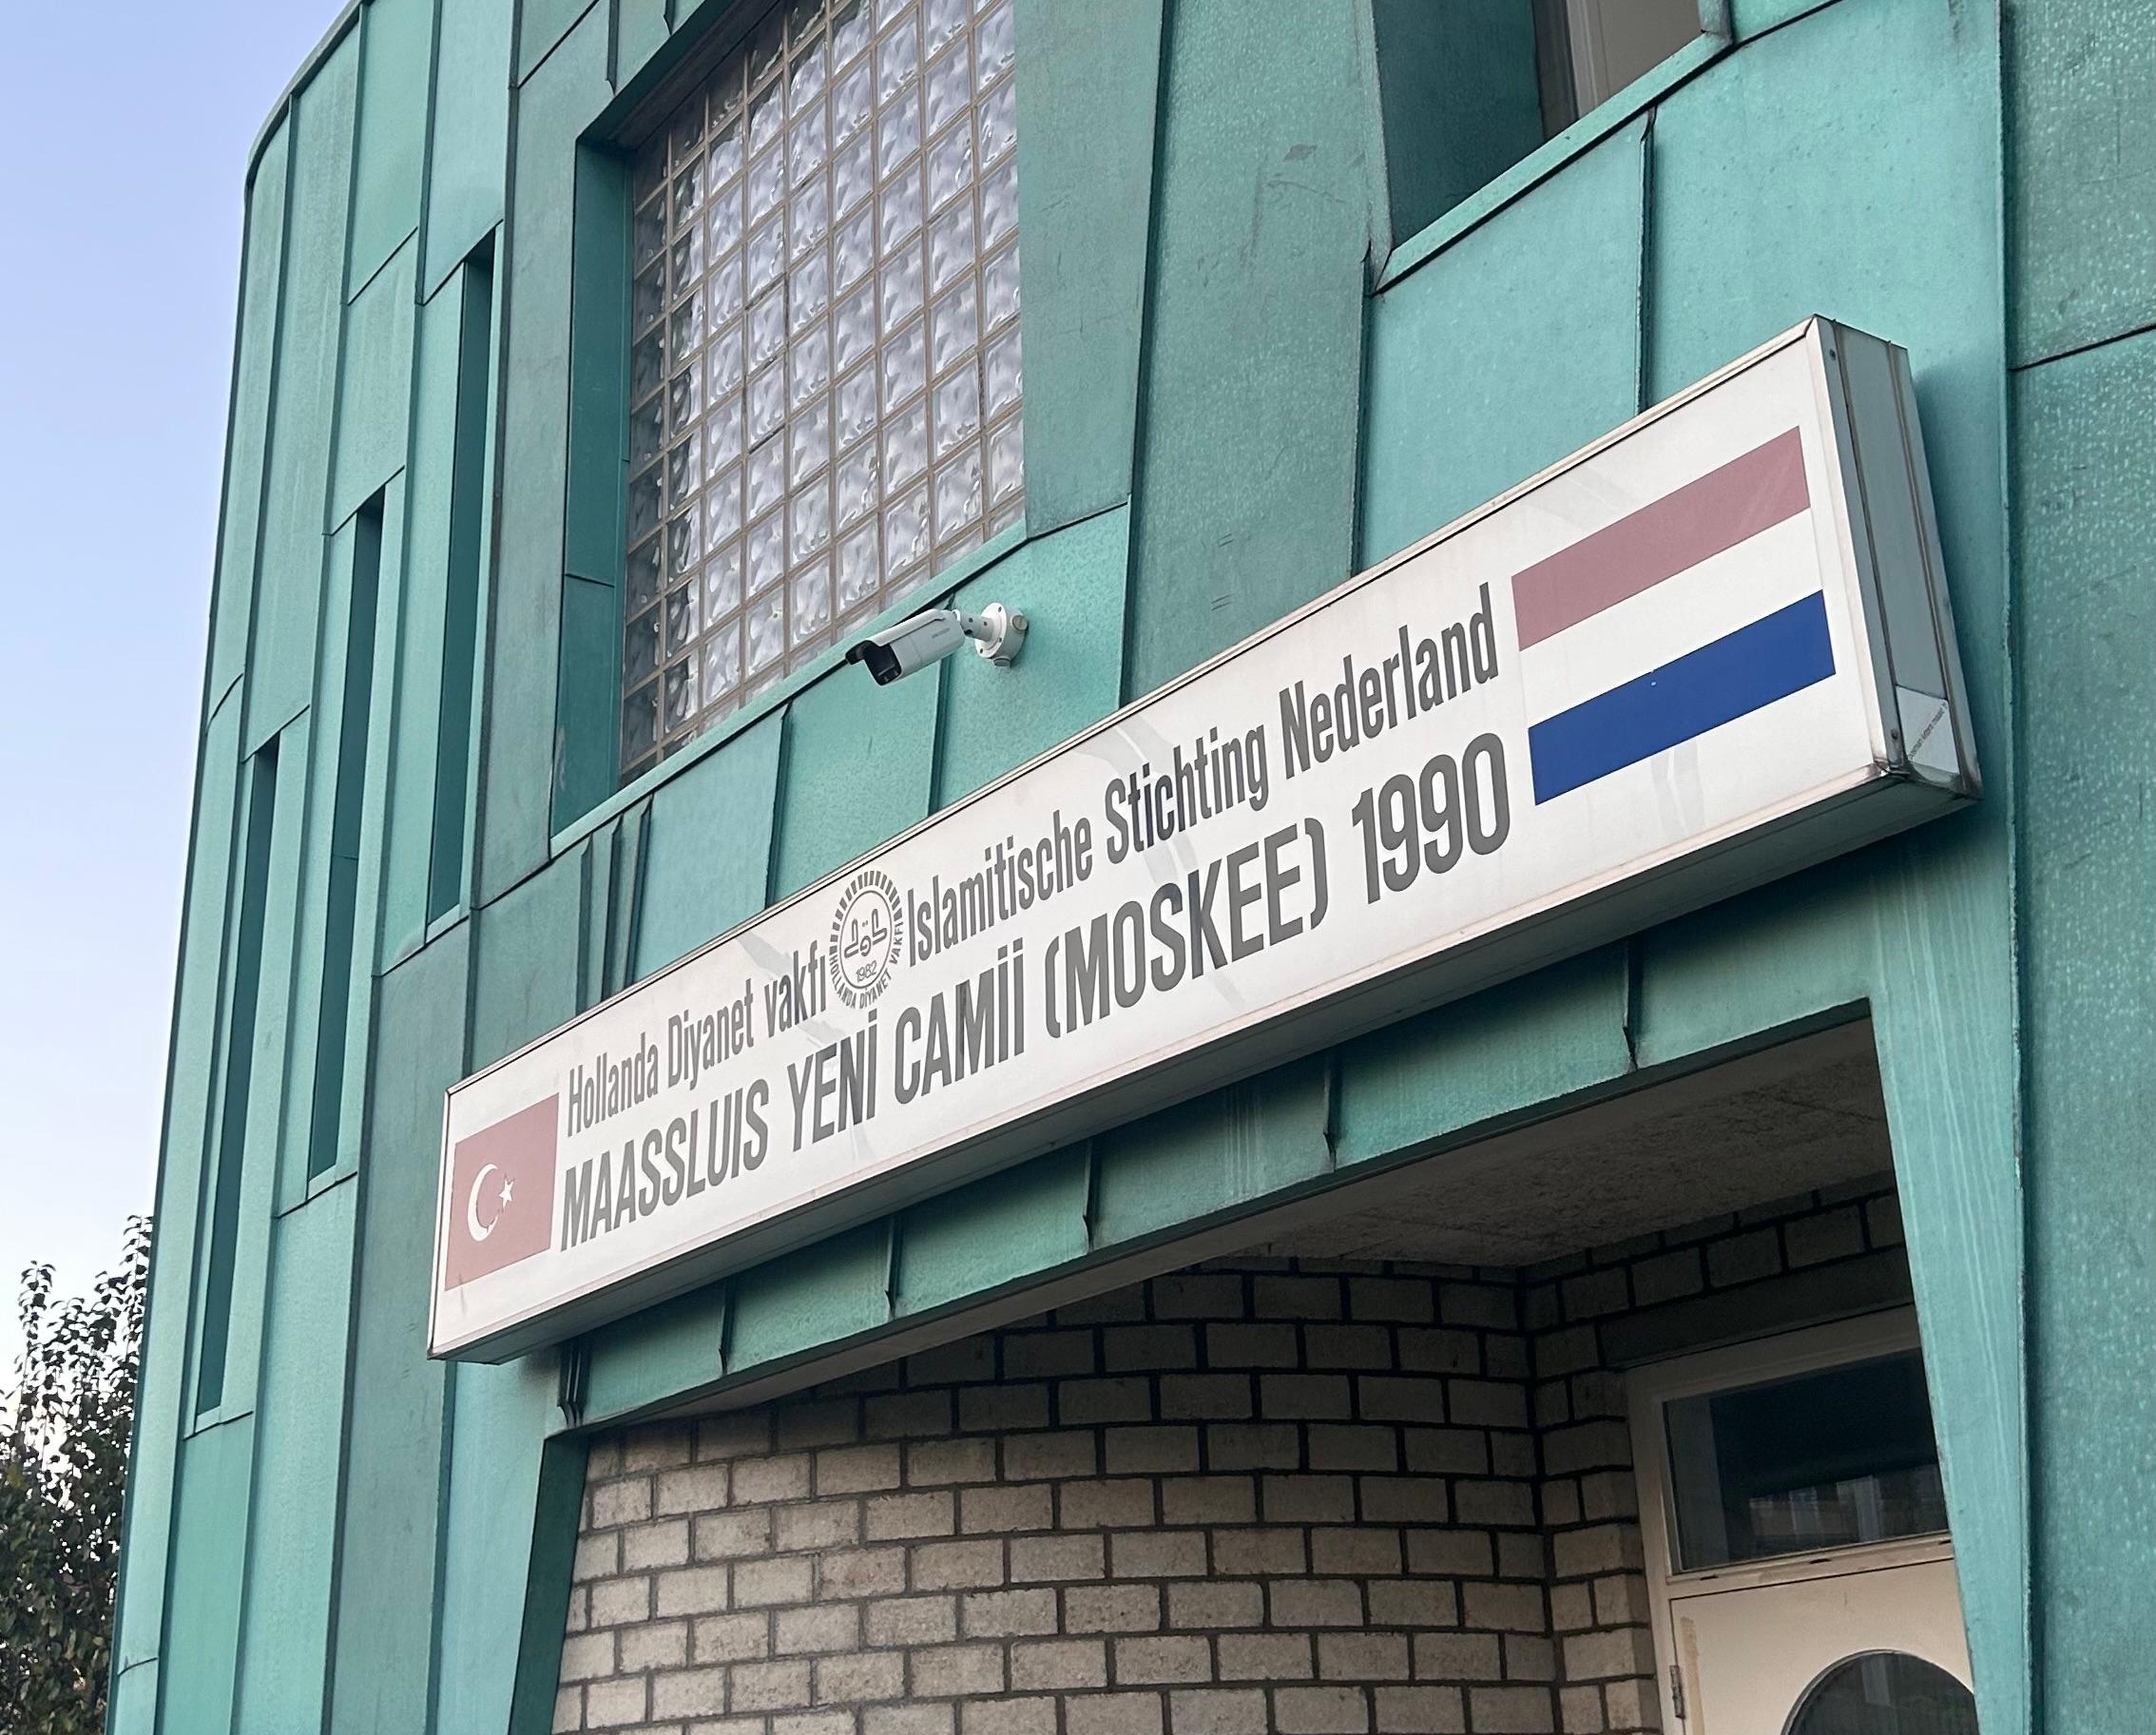 Hollanda Diyanet vakfı Islamitische Stichting Nederland
1982
HOLLANDA DİYANET VAKFI
MAASSLUIS YENİ CAMİİ (MOSKEE) 1990